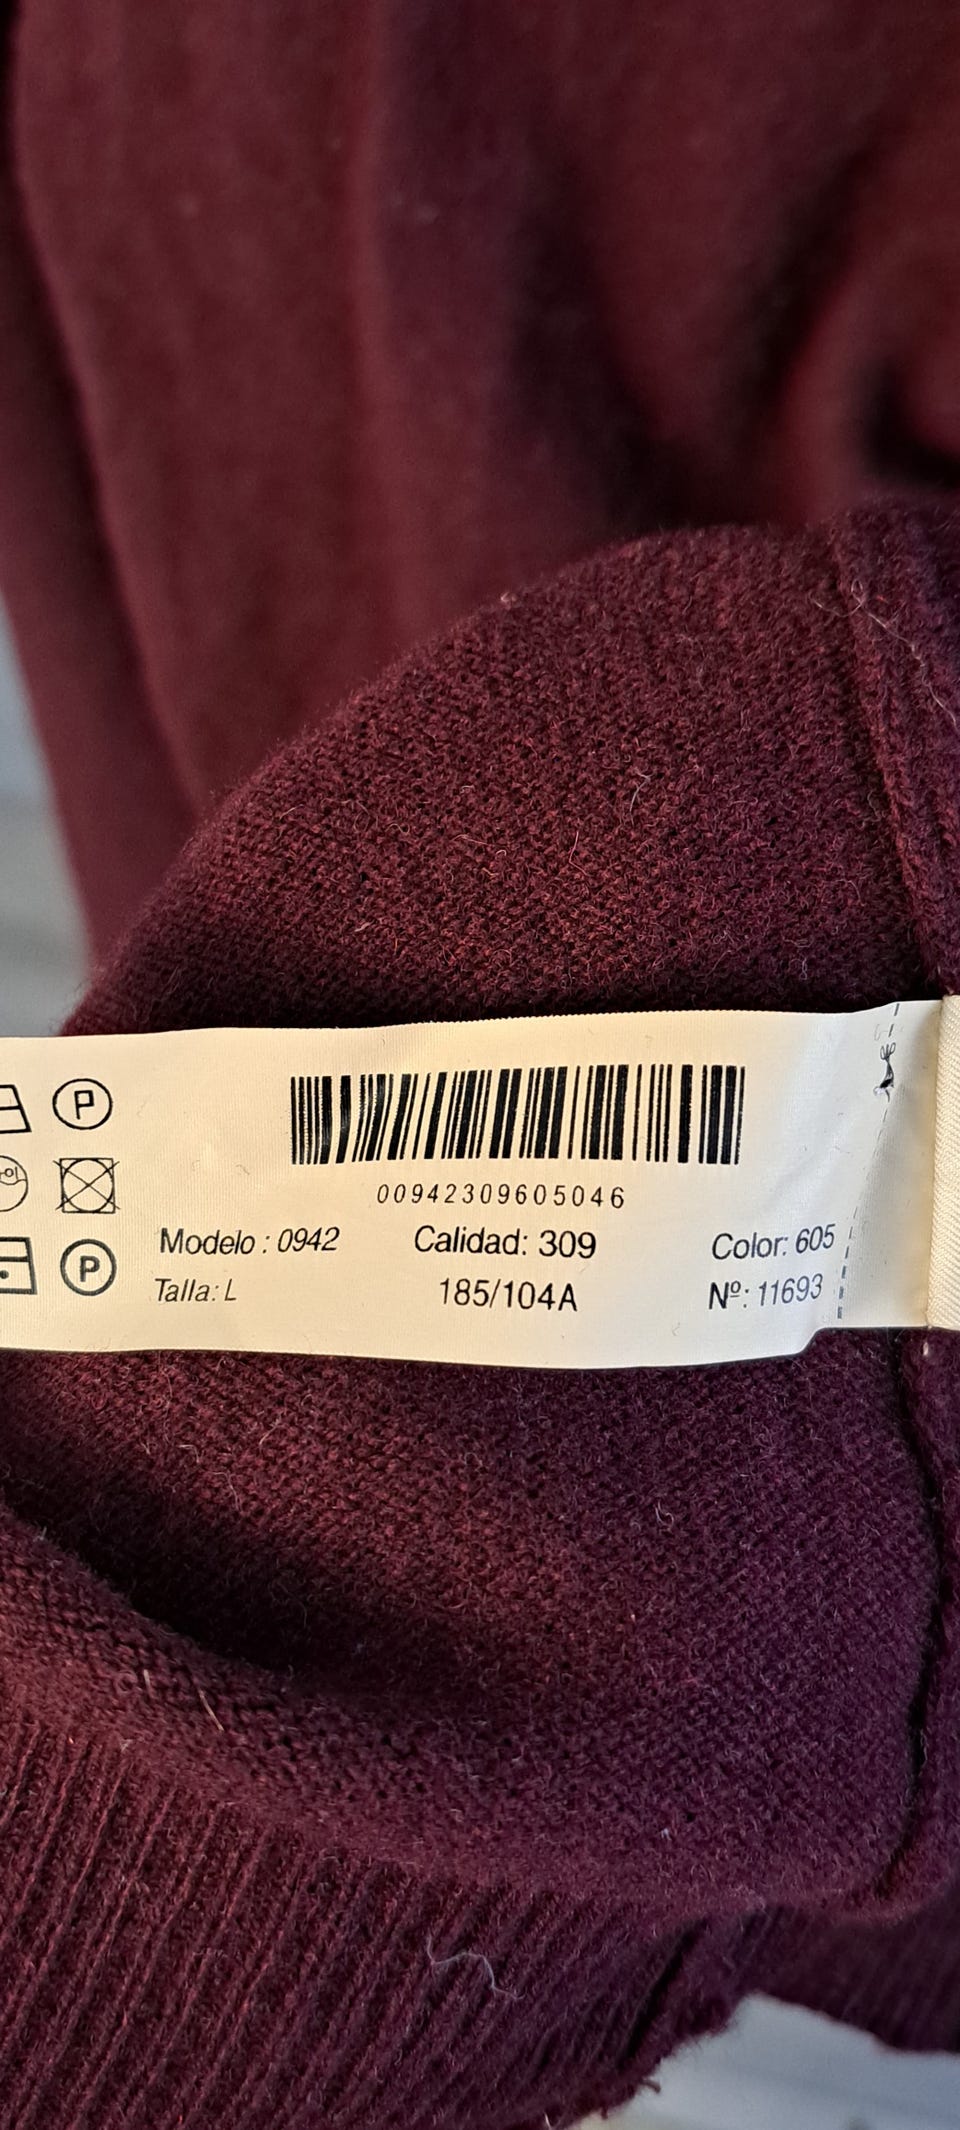 P
00942309605046
Modelo : 0942 Calidad: 309 Color: 605
Talla: L 185/104A Nº: 11693
P